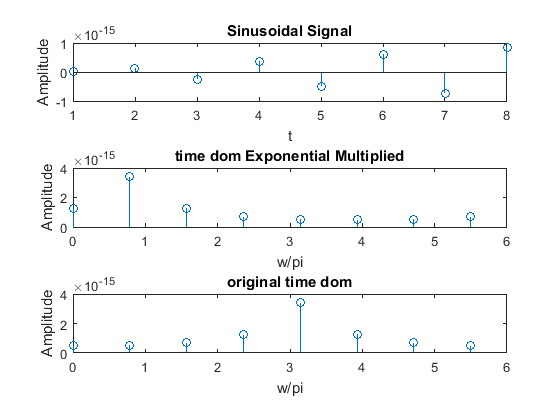 ×10-15
Sinusoidal Signal
Amplitude
1
0
-1
1 2 3 4 5 6 7 8
t
×10-15
time dom Exponential Multiplied
Amplitude
4
2
0
0 1 2 3 4 5 6
w/pi
×10-15
original time dom
Amplitude
4
2
0
0 1 2 3 4 5 6
w/pi